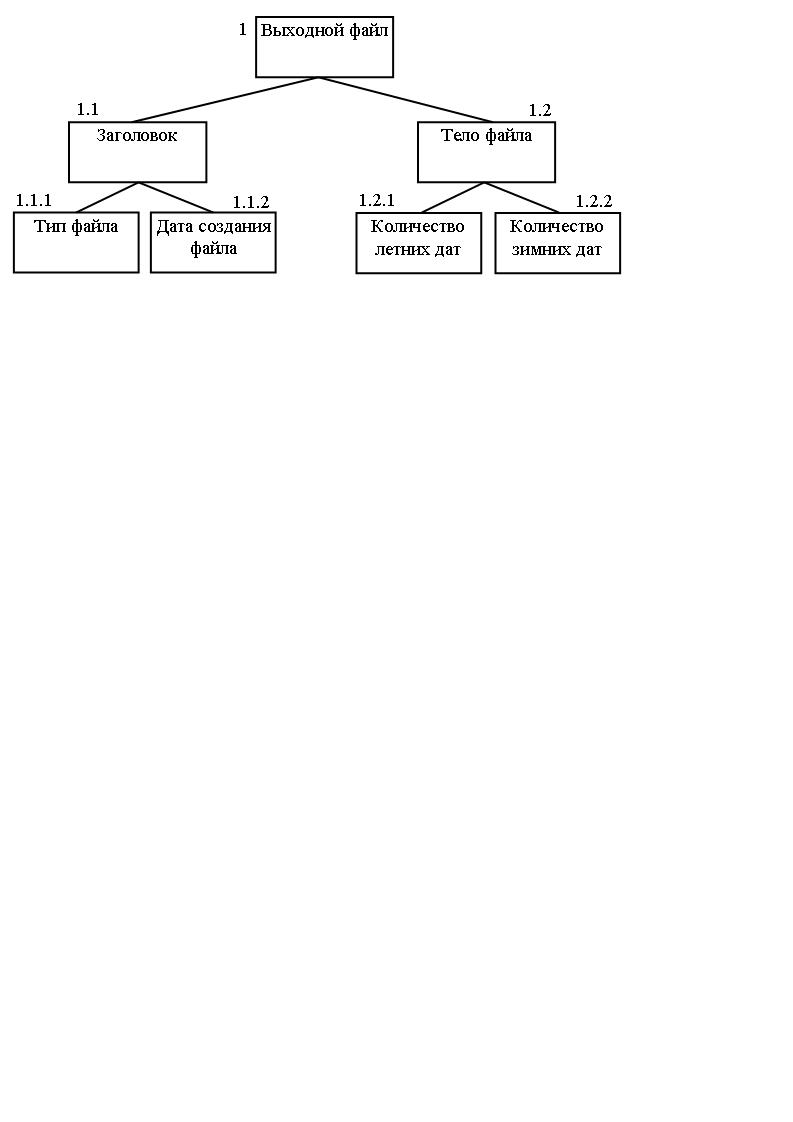 1
Выходной файл
1.1
Заголовок
1.2
Тело файла
1.1.1
Тип файла
1.1.2
Дата создания
файла
1.2.1
Количество
летних дат
1.2.2
Количество
зимних дат